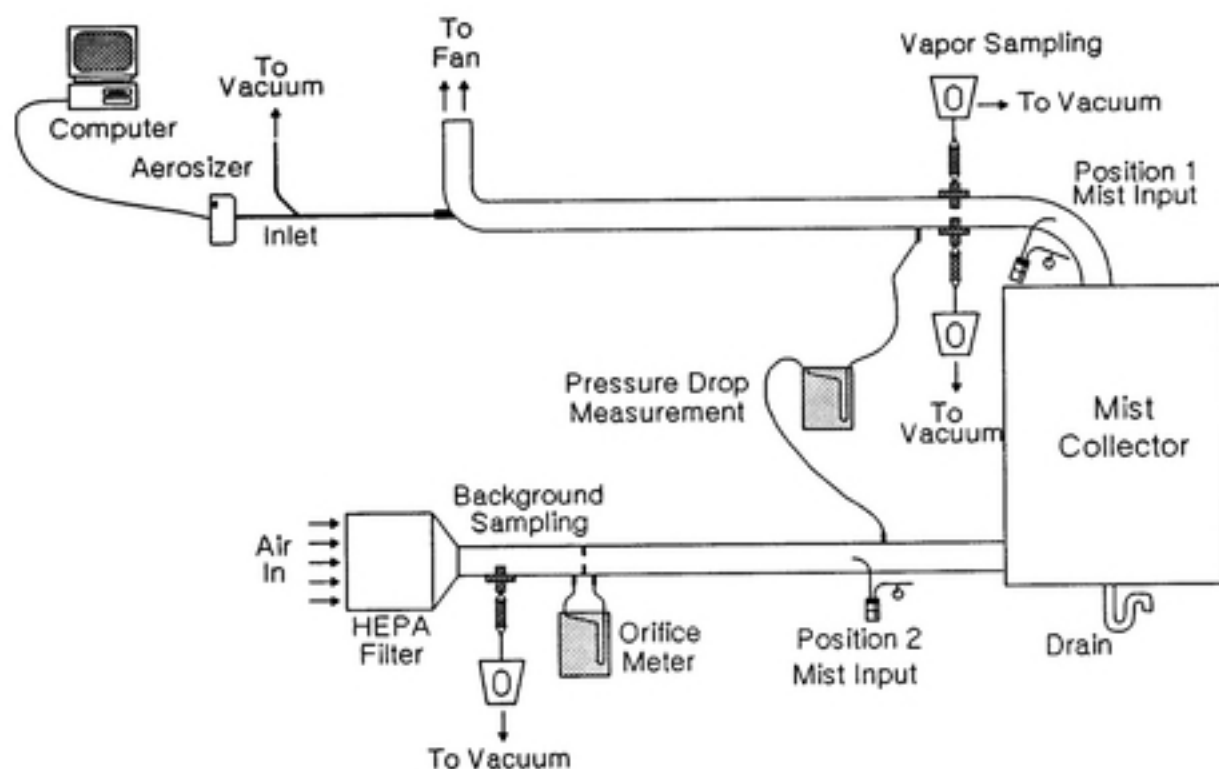 To
Fan
Vapor Sampling
To Vacuum
To
Vacuum
Computer
Aerosizer
Inlet
Position 1
Mist Input
Pressure Drop
Measurement
To
Vacuum
Mist
Collector
Background
Sampling
Air
In
HEPA
Filter
Orifice
Meter
Position 2
Mist Input
Drain
To Vacuum